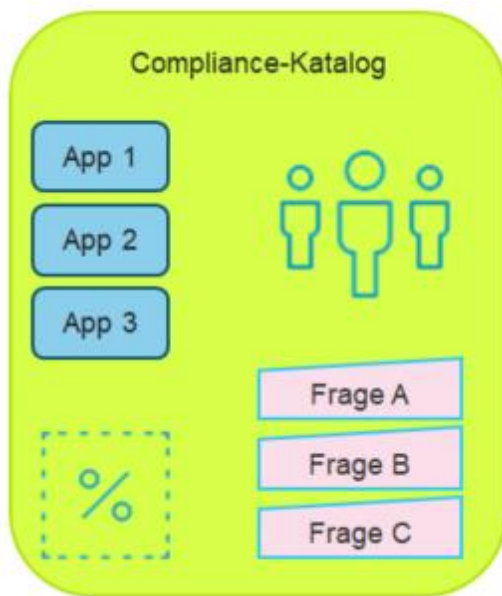 Compliance-Katalog
App 1
App 2
App 3
Frage A
Frage B
Frage C
%